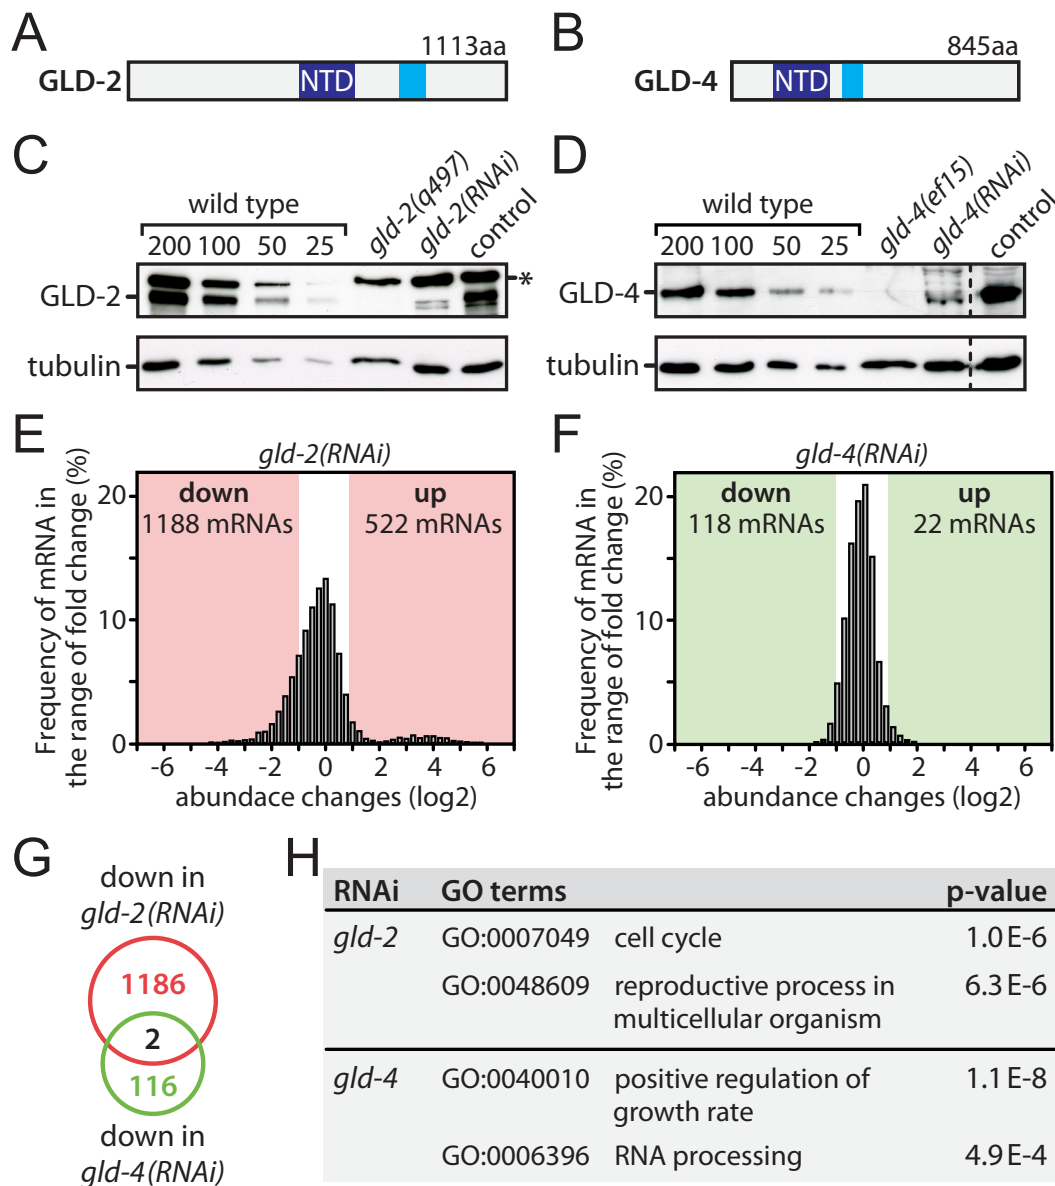 A
1113aa
GLD-2
NTD
B
845aa
GLD-4
NTD
C
wild type
200 100 50 25
gld-2(q497)
gld-2(RNAi)
control
GLD-2
*
tubulin
D
wild type
200 100 50 25
gld-4(ef15)
gld-4(RNAi)
control
GLD-4
tubulin
E
gld-2(RNAi)
Frequency of mRNA in
the range of fold change (%)
20
10
0
down
1188 mRNAs
up
522 mRNAs
-6 -4 -2 0 2 4 6
abundace changes (log2)
F
gld-4(RNAi)
Frequency of mRNA in
the range of fold change (%)
20
10
0
down
118 mRNAs
up
22 mRNAs
-6 -4 -2 0 2 4 6
abundance changes (log2)
G
down in
gld-2(RNAi)
1186
2
116
down in
gld-4(RNAi)
H
RNAi GO terms p-value
gld-2 GO:0007049 cell cycle 1.0 E-6
GO:0048609 reproductive process in 6.3 E-6
multicellular organism
gld-4 GO:0040010 positive regulation of 1.1 E-8
growth rate
GO:0006396 RNA processing 4.9 E-4